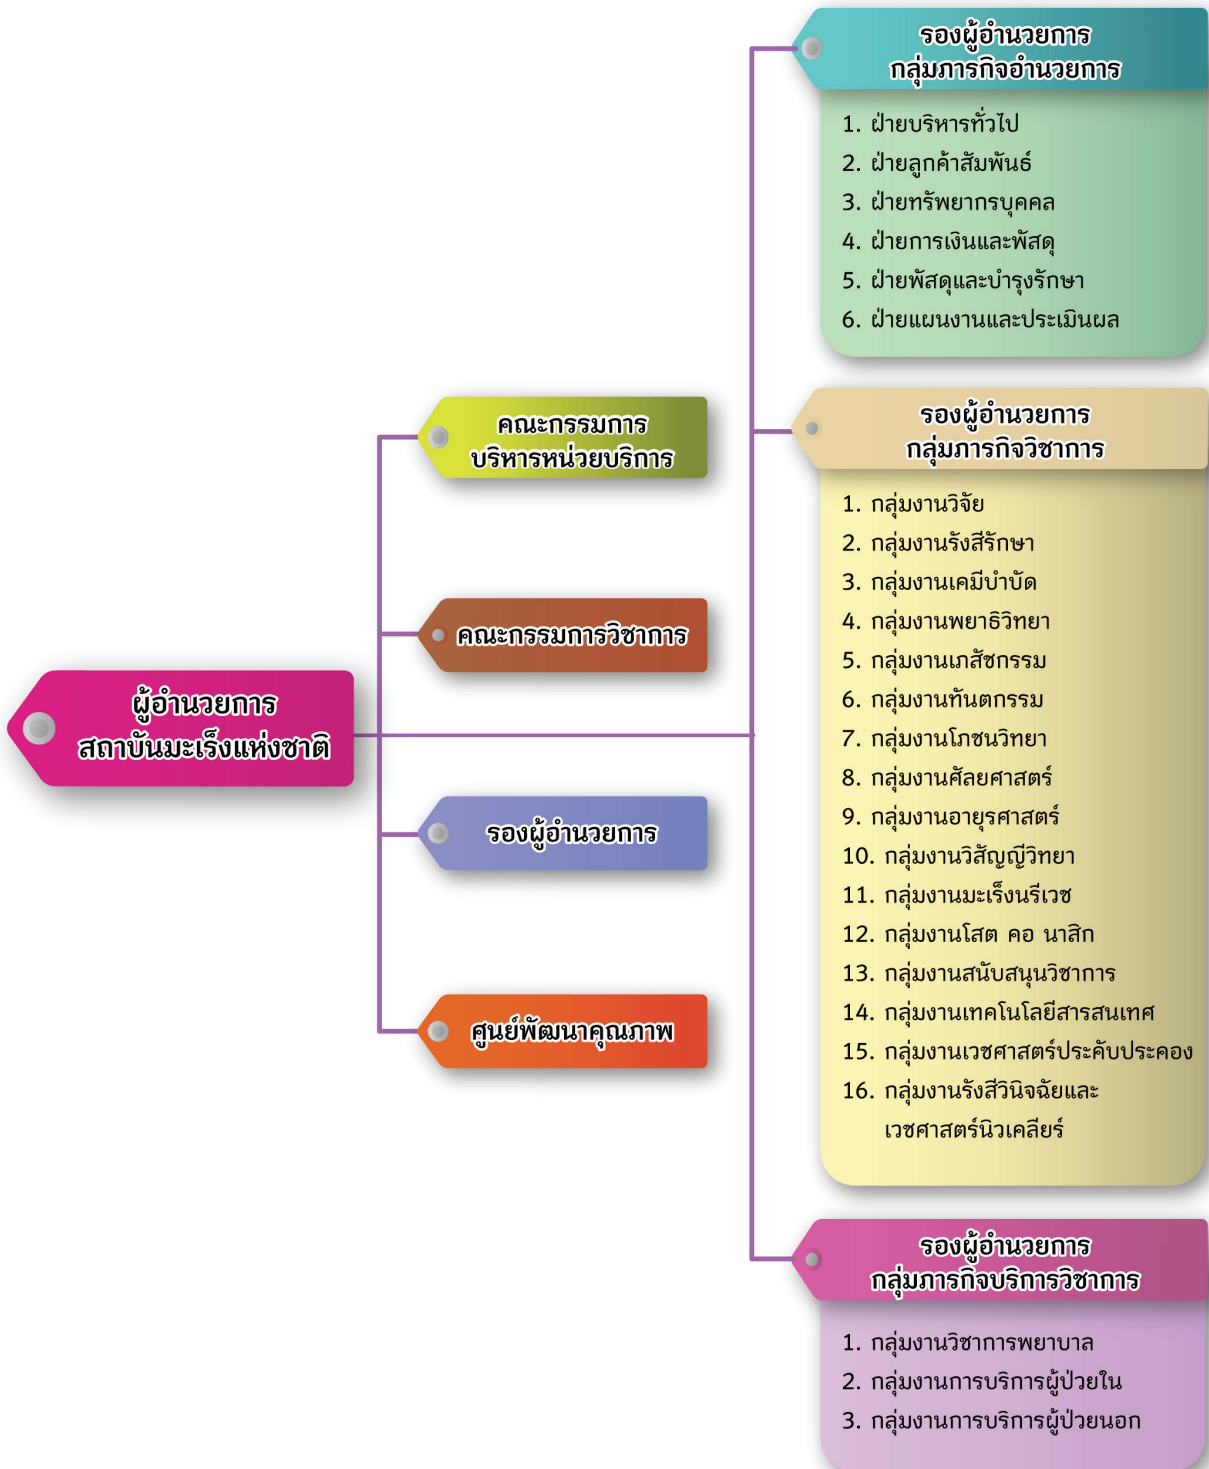 ผู้อำนวยการ
สถาบันมะเร็งแห่งชาติ
คณะกรรมการ
บริหารหน่วยบริการ
คณะกรรมการวิชาการ
รองผู้อำนวยการ
ศูนย์พัฒนาคุณภาพ
รองผู้อำนวยการ
กลุ่มภารกิจอำนวยการ
1. ฝ่ายบริหารทั่วไป
2. ฝ่ายลูกค้าสัมพันธ์
3. ฝ่ายทรัพยากรบุคคล
4. ฝ่ายการเงินและพัสดุ
5. ฝ่ายพัสดุและบำรุงรักษา
6. ฝ่ายแผนงานและประเมินผล
รองผู้อำนวยการ
กลุ่มภารกิจวิชาการ
1. กลุ่มงานวิจัย
2. กลุ่มงานรังสีรักษา
3. กลุ่มงานเคมีบำบัด
4. กลุ่มงานพยาธิวิทยา
5. กลุ่มงานเภสัชกรรม
6. กลุ่มงานทันตกรรม
7. กลุ่มงานโภชนวิทยา
8. กลุ่มงานศัลยศาสตร์
9. กลุ่มงานอายุรศาสตร์
10. กลุ่มงานวิสัญญีวิทยา
11. กลุ่มงานมะเร็งนรีเวช
12. กลุ่มงานโสต คอ นาสิก
13. กลุ่มงานสนับสนุนวิชาการ
14. กลุ่มงานเทคโนโลยีสารสนเทศ
15. กลุ่มงานเวชศาสตร์ประคับประคอง
16. กลุ่มงานรังสีวินิจฉัยและ
เวชศาสตร์นิวเคลียร์
รองผู้อำนวยการ
กลุ่มภารกิจบริการวิชาการ
1. กลุ่มงานวิชาการพยาบาล
2. กลุ่มงานการบริการผู้ป่วยใน
3. กลุ่มงานการบริการผู้ป่วยนอก